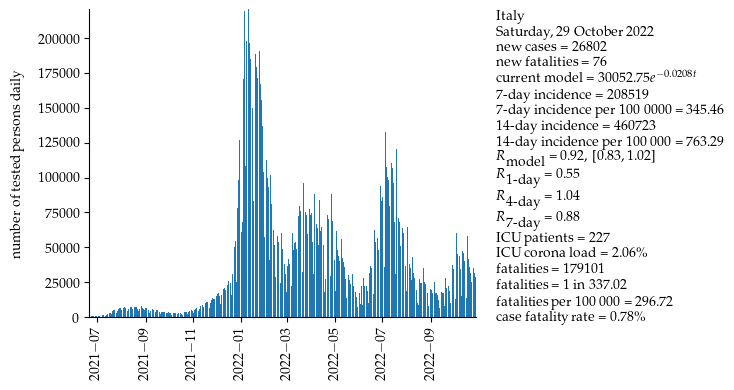 number of tested persons daily
200000
175000
150000
125000
100000
75000
50000
25000
0
2021−07
2021−09
2021−11
2022−01
2022−03
2022−05
2022−07
2022−09
Italy
Saturday, 29 October 2022
new cases = 26802
new fatalities = 76
current model = 30052.75e^{−0.0208t}
7-day incidence = 208519
7-day incidence per 100 0000 = 345.46
14-day incidence = 460723
14-day incidence per 100 000 = 763.29
R_model = 0.92, [0.83, 1.02]
R_1-day = 0.55
R_4-day = 1.04
R_7-day = 0.88
ICU patients = 227
ICU corona load = 2.06%
fatalities = 179101
fatalities = 1 in 337.02
fatalities per 100 000 = 296.72
case fatality rate = 0.78%